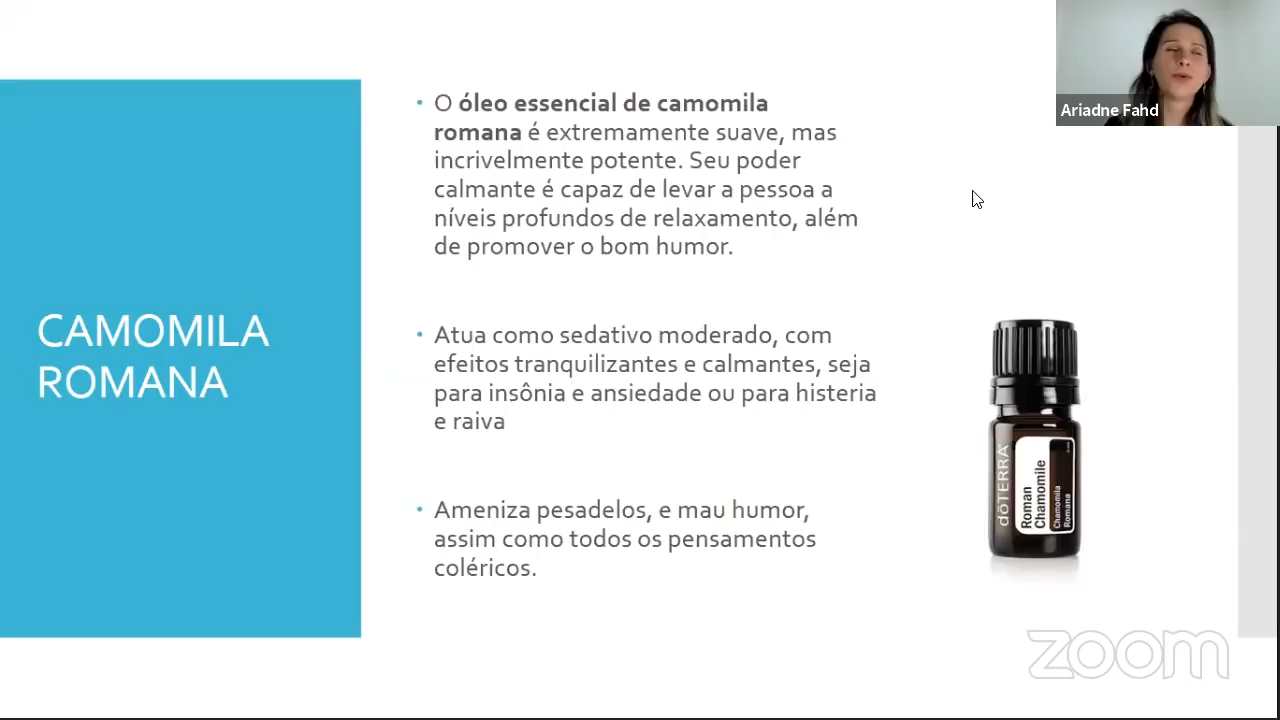 Ariadne Fahd
CAMOMILA
ROMANA
• O óleo essencial de camomila
romana é extremamente suave, mas
incrivelmente potente. Seu poder
calmante é capaz de levar a pessoa a
níveis profundos de relaxamento, além
de promover o bom humor.
• Atua como sedativo moderado, com
efeitos tranquilizantes e calmantes, seja
para insônia e ansiedade ou para histeria
e raiva
• Ameniza pesadelos, e mau humor,
assim como todos os pensamentos
coléricos.
dōTERRA
Roman
Chamomile
Chamomila
Romana
zoom